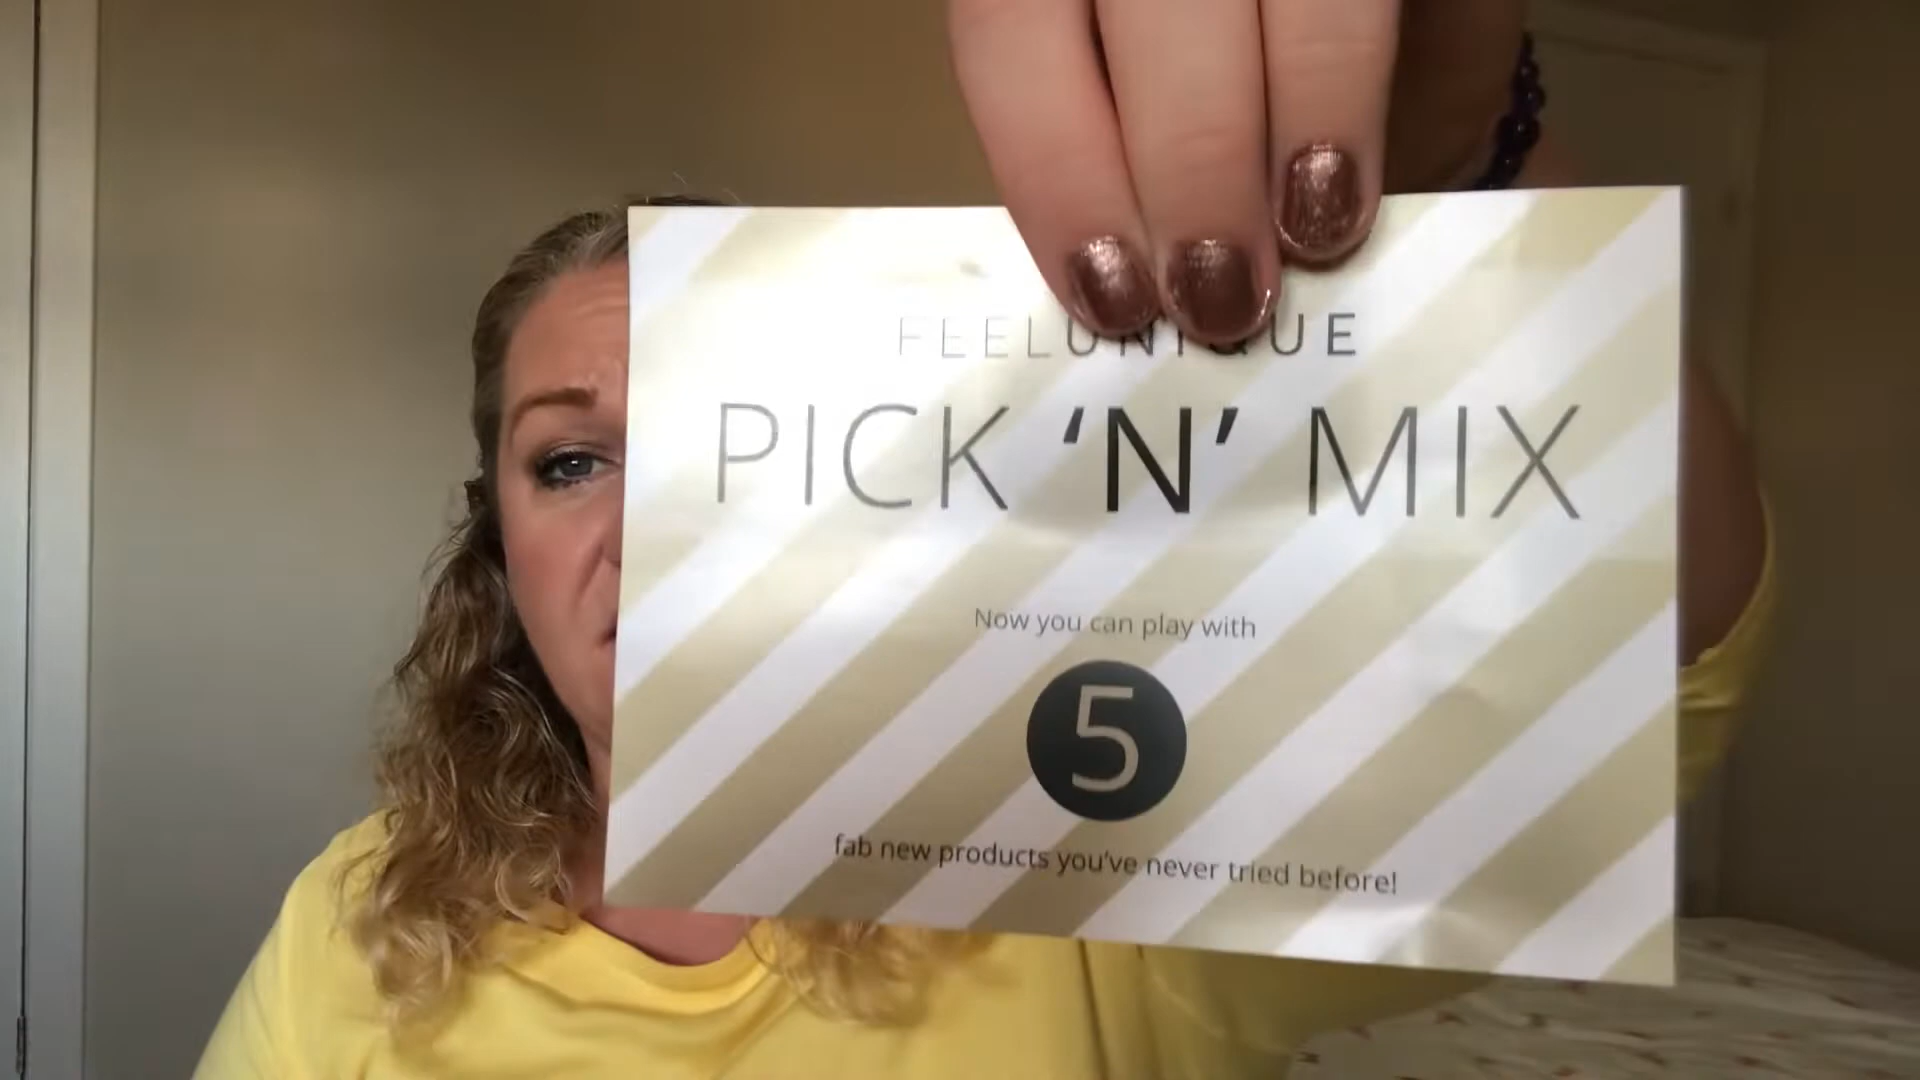 FEELUNIQUE
PICK ‘N’ MIX
Now you can play with
5
fab new products you've never tried before!